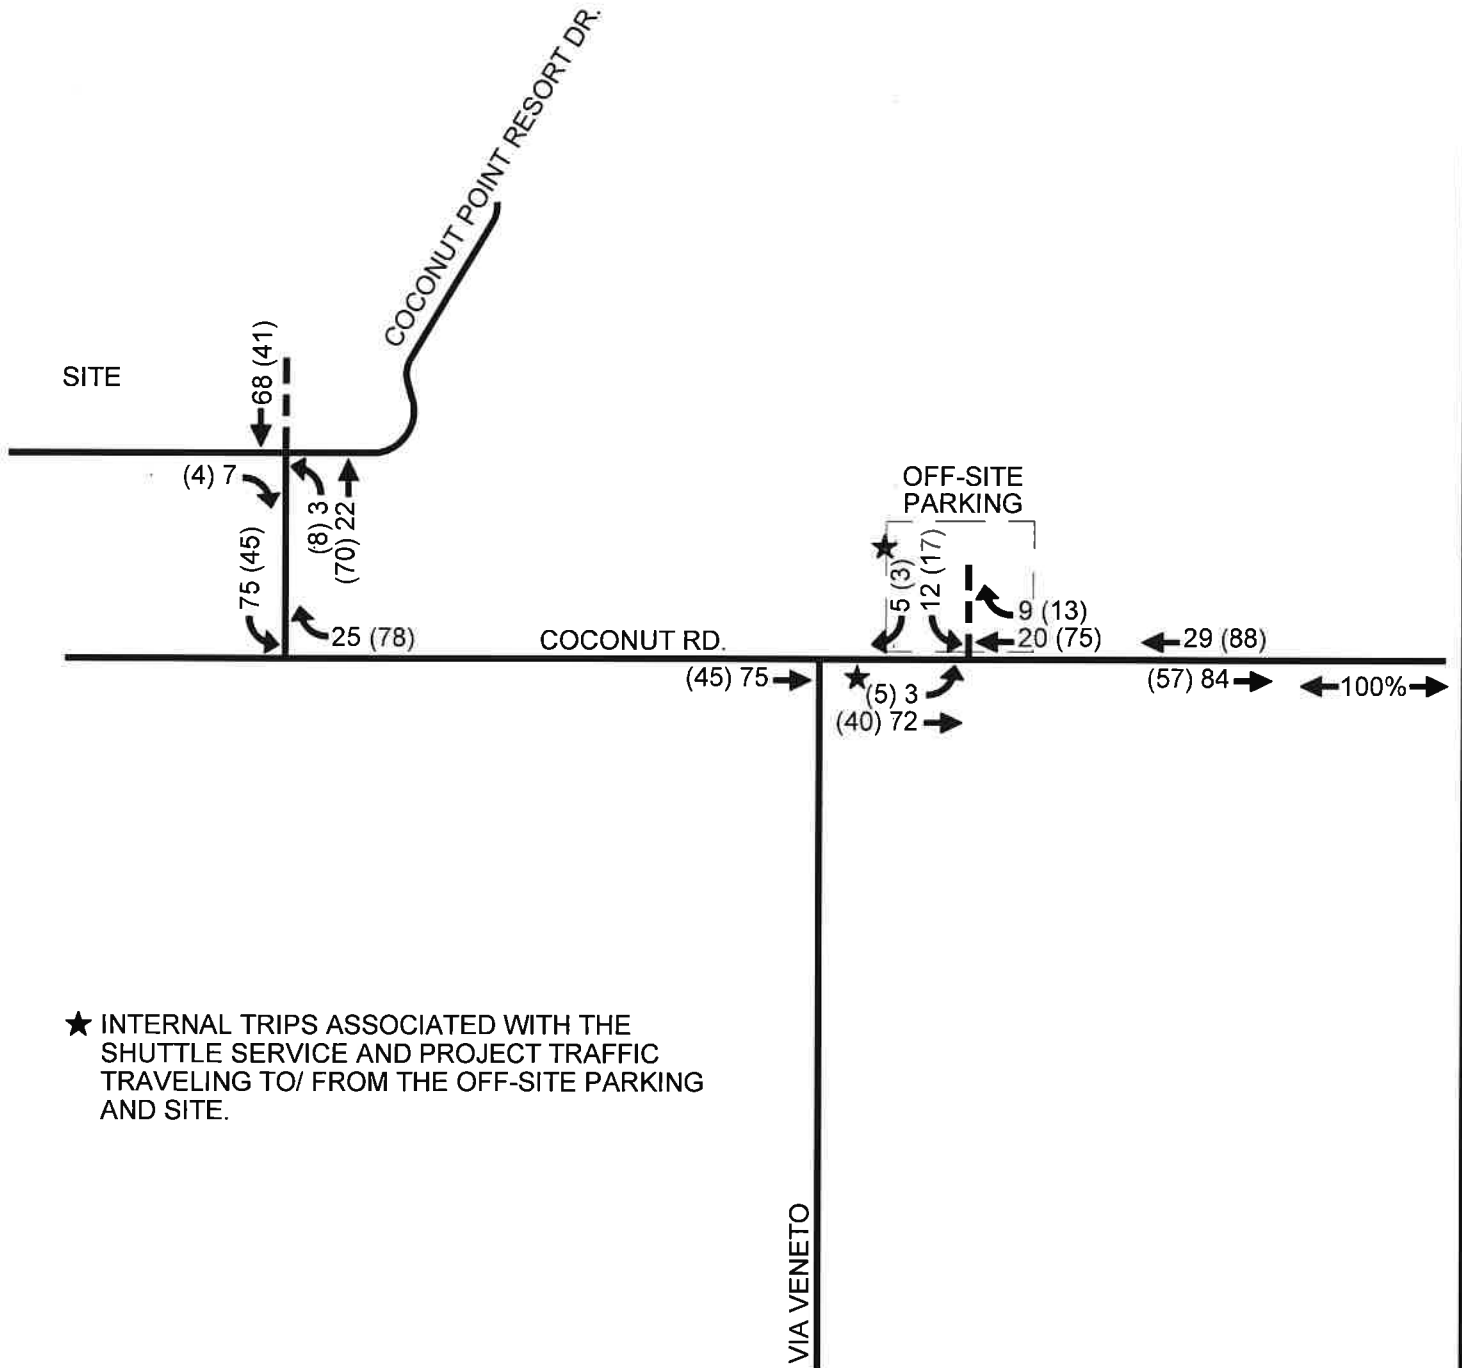 COCONUT POINT RESORT DR.
68 (41)
SITE
(4) 7
(8) 3
(70) 22
OFF-SITE
PARKING
75 (45)
5 (3)
12 (17)
9 (13)
25 (78)
COCONUT RD.
20 (75)
29 (88)
(45) 75
(5) 3
(57) 84
100%
(40) 72
INTERNAL TRIPS ASSOCIATED WITH THE
SHUTTLE SERVICE AND PROJECT TRAFFIC
TRAVELING TO/ FROM THE OFF-SITE PARKING
AND SITE.
VIA VENETO